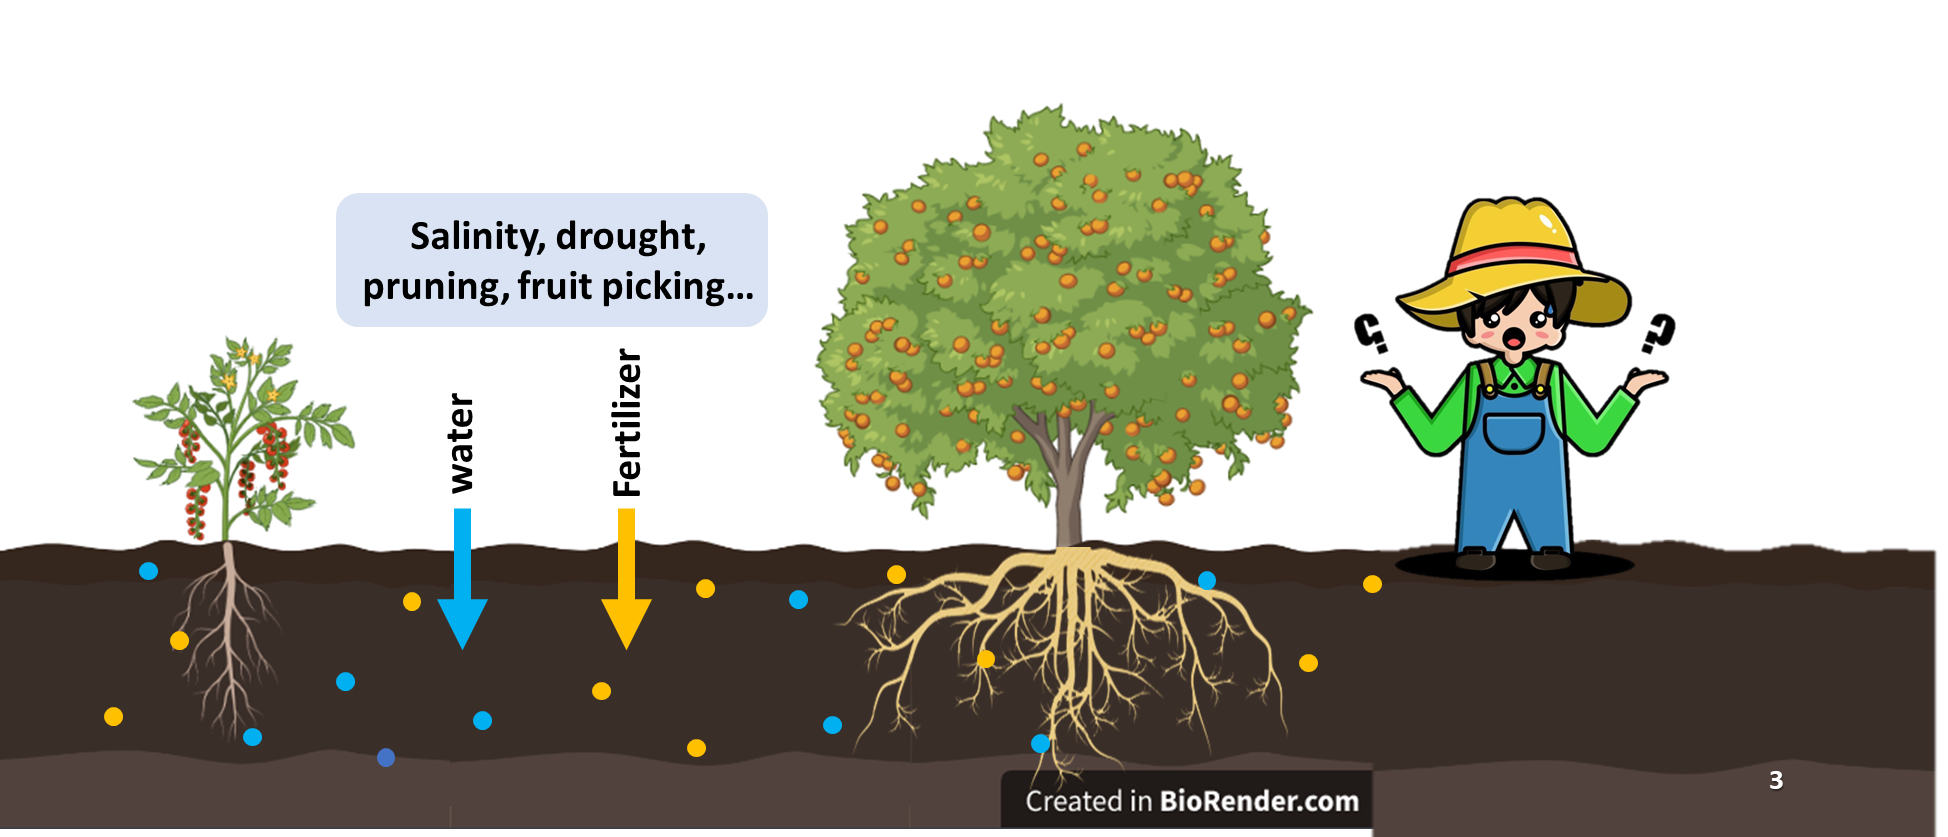 Salinity, drought,
pruning, fruit picking...
water
Fertilizer
? ?
3
Created in BioRender.com